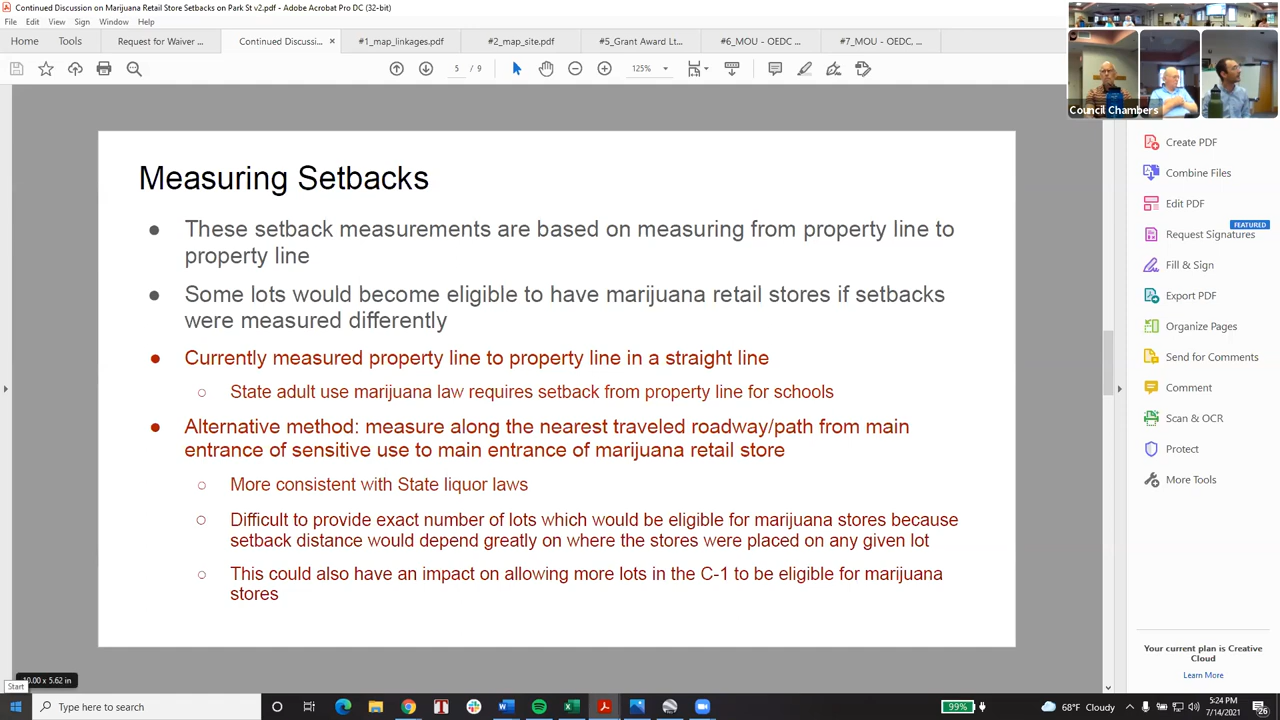 Continued Discussion on Marijuana Retail Store Setbacks on Park St v2.pdf - Adobe Acrobat Pro DC (32-bit)
File Edit View Sign Window Help
Home Tools Request for Waiver ... Continued Discussi... × _map_site.pdf #5_Grant Award Lt... #6_MOU - OEDC ... #7_MOU - OEDC, ...
5 / 9 125%
Council Chambers
Measuring Setbacks
● These setback measurements are based on measuring from property line to
property line
● Some lots would become eligible to have marijuana retail stores if setbacks
were measured differently
● Currently measured property line to property line in a straight line
○ State adult use marijuana law requires setback from property line for schools
● Alternative method: measure along the nearest traveled roadway/path from main
entrance of sensitive use to main entrance of marijuana retail store
○ More consistent with State liquor laws
○ Difficult to provide exact number of lots which would be eligible for marijuana stores because
setback distance would depend greatly on where the stores were placed on any given lot
○ This could also have an impact on allowing more lots in the C-1 to be eligible for marijuana
stores
Create PDF
Combine Files
Edit PDF
FEATURED
Request Signatures
Fill & Sign
Export PDF
Organize Pages
Send for Comments
Comment
Scan & OCR
Protect
More Tools
Your current plan is Creative
Cloud
Learn More
10.00 x 5.62 in
Start
Type here to search
99% 68°F Cloudy 5:24 PM
7/14/2021 26